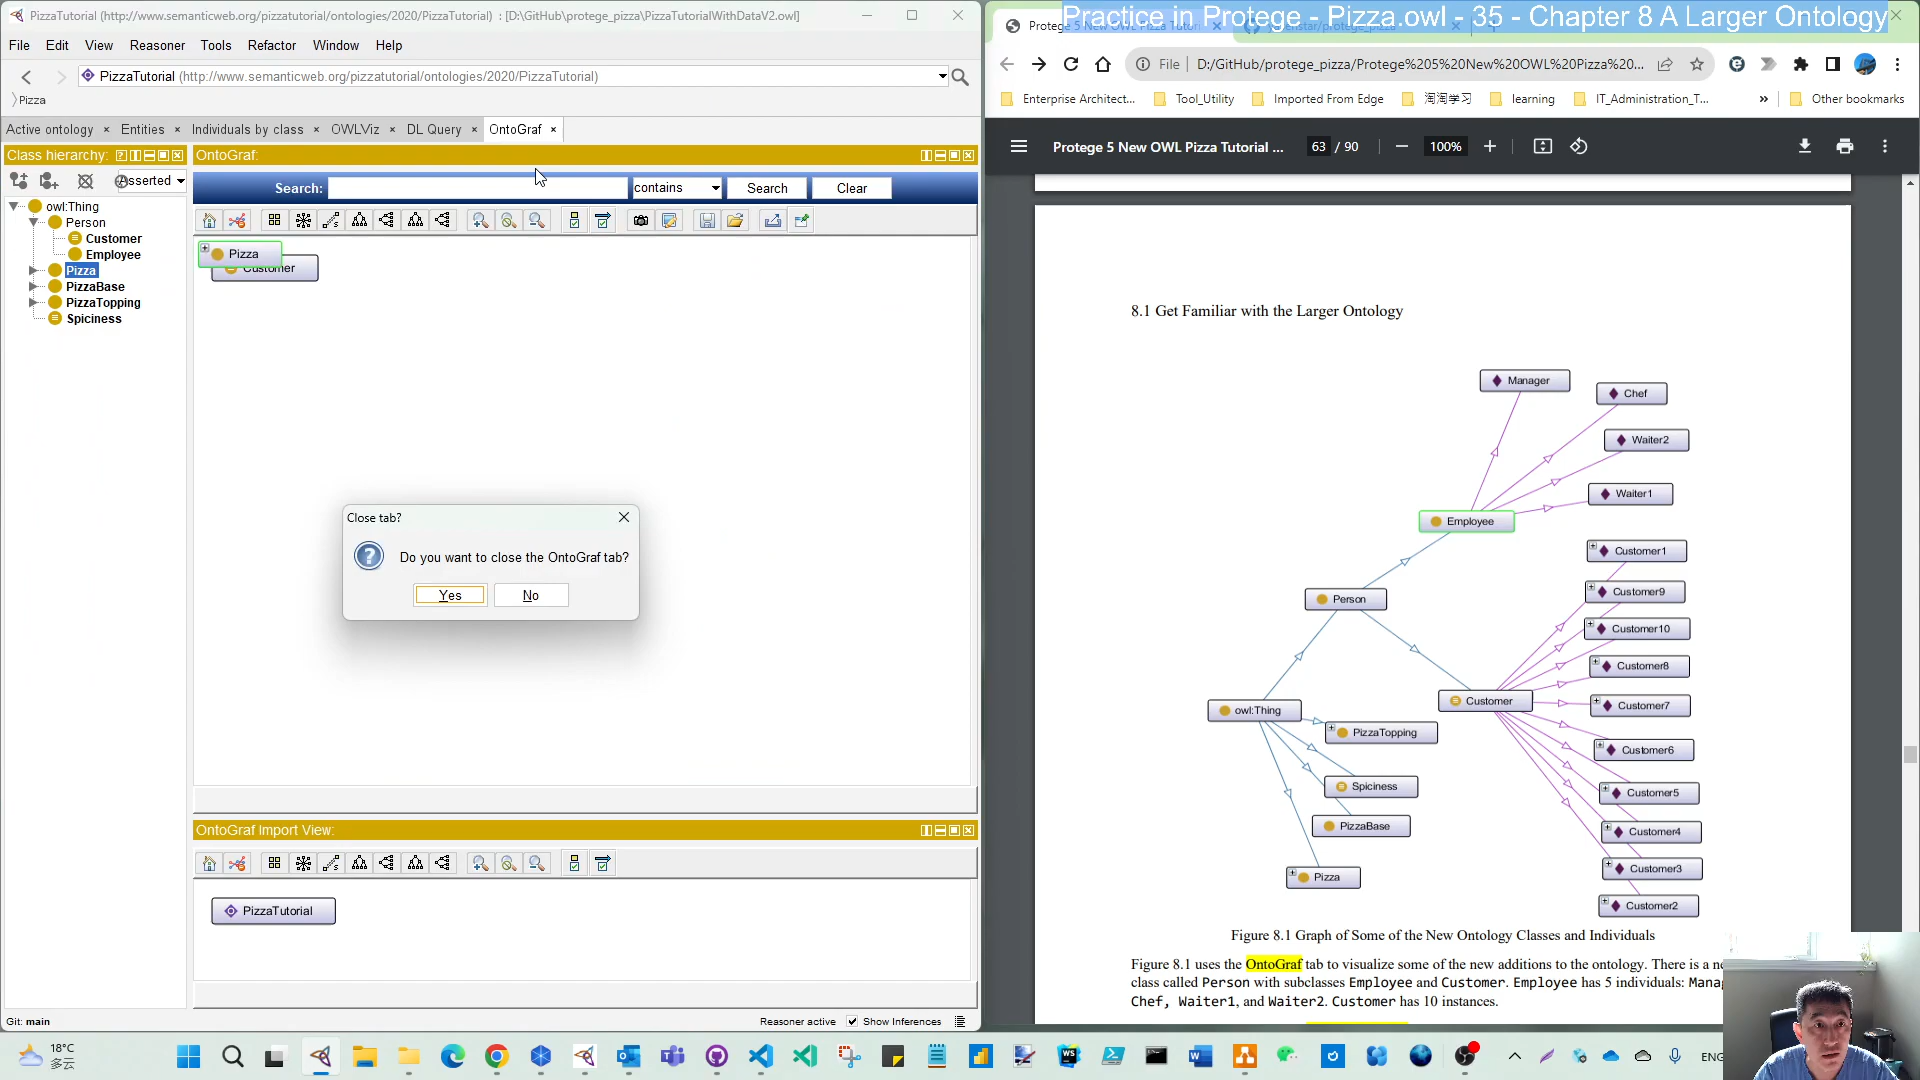 PizzaTutorial (http://www.semanticweb.org/pizzatutorial/ontologies/2020/PizzaTutorial) : [D:\GitHub\protege_pizza\PizzaTutorialWithDataV2.owl]
File Edit View Reasoner Tools Refactor Window Help
PizzaTutorial (http://www.semanticweb.org/pizzatutorial/ontologies/2020/PizzaTutorial)
Pizza
Active ontology × Entities × Individuals by class × OWLViz × DL Query × OntoGraf ×
Class hierarchy:
sserted
owl:Thing
Person
Customer
Employee
Pizza
PizzaBase
PizzaTopping
Spiciness
OntoGraf:
Search: contains Search Clear
Pizza
Customer
Close tab?
Do you want to close the OntoGraf tab?
Yes No
OntoGraf Import View:
PizzaTutorial
Git: main
Reasoner active Show Inferences
Practice in Protege - Pizza.owl - 35 - Chapter 8 A Larger Ontology
File D:/GitHub/protege_pizza/Protege%205%20New%20OWL%20Pizza%20...
Enterprise Architect... Tool_Utility Imported From Edge 淘淘学习 learning IT_Administration_T... » Other bookmarks
Protege 5 New OWL Pizza Tutorial ... 63 / 90 100%
8.1 Get Familiar with the Larger Ontology
Manager
Chef
Waiter2
Waiter1
Employee
Customer1
Customer9
Person
Customer10
Customer8
Customer
Customer7
owl:Thing
PizzaTopping
Customer6
Spiciness
Customer5
PizzaBase
Customer4
Customer3
Pizza
Customer2
Figure 8.1 Graph of Some of the New Ontology Classes and Individuals
Figure 8.1 uses the OntoGraf tab to visualize some of the new additions to the ontology. There is a ne
class called Person with subclasses Employee and Customer. Employee has 5 individuals: Mana
Chef, Waiter1, and Waiter2. Customer has 10 instances.
18°C
多云
ENG